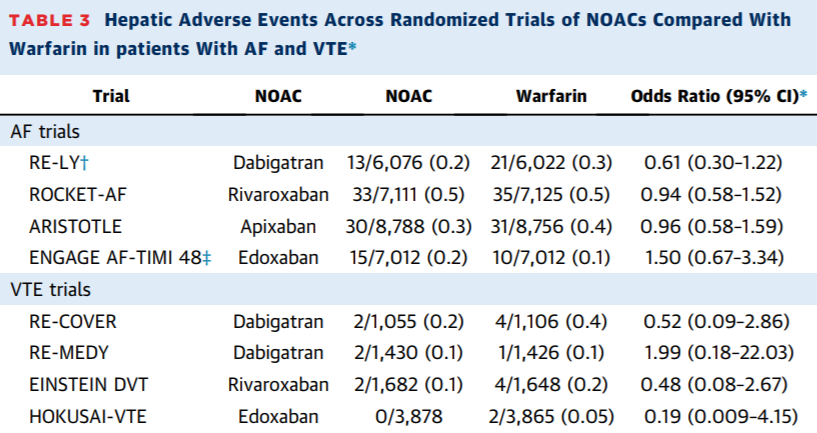 TABLE 3 Hepatic Adverse Events Across Randomized Trials of NOACs Compared With
Warfarin in patients With AF and VTE*
Trial NOAC NOAC Warfarin Odds Ratio (95% CI)*
AF trials
RE-LY† Dabigatran 13/6,076 (0.2) 21/6,022 (0.3) 0.61 (0.30–1.22)
ROCKET-AF Rivaroxaban 33/7,111 (0.5) 35/7,125 (0.5) 0.94 (0.58–1.52)
ARISTOTLE Apixaban 30/8,788 (0.3) 31/8,756 (0.4) 0.96 (0.58–1.59)
ENGAGE AF-TIMI 48‡ Edoxaban 15/7,012 (0.2) 10/7,012 (0.1) 1.50 (0.67–3.34)
VTE trials
RE-COVER Dabigatran 2/1,055 (0.2) 4/1,106 (0.4) 0.52 (0.09–2.86)
RE-MEDY Dabigatran 2/1,430 (0.1) 1/1,426 (0.1) 1.99 (0.18–22.03)
EINSTEIN DVT Rivaroxaban 2/1,682 (0.1) 4/1,648 (0.2) 0.48 (0.08–2.67)
HOKUSAI-VTE Edoxaban 0/3,878 2/3,865 (0.05) 0.19 (0.009–4.15)